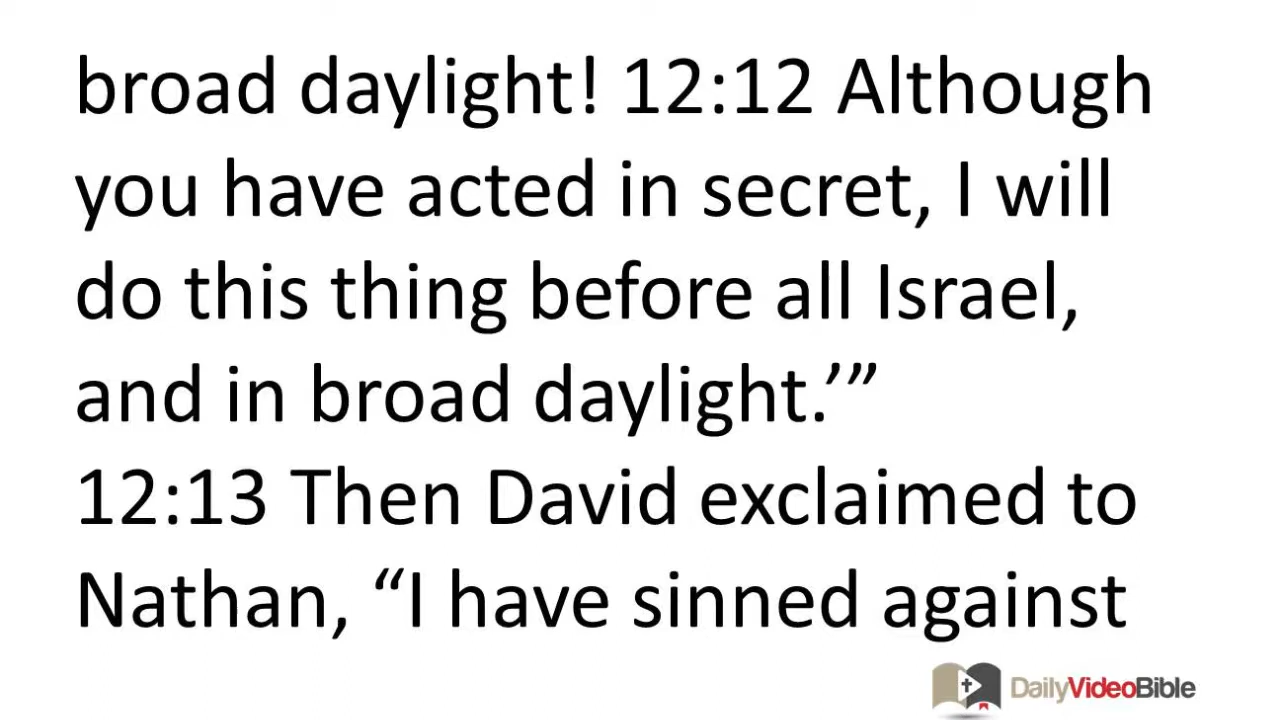 broad daylight! 12:12 Although
you have acted in secret, I will
do this thing before all Israel,
and in broad daylight.’”
12:13 Then David exclaimed to
Nathan, “I have sinned against
DailyVideoBible